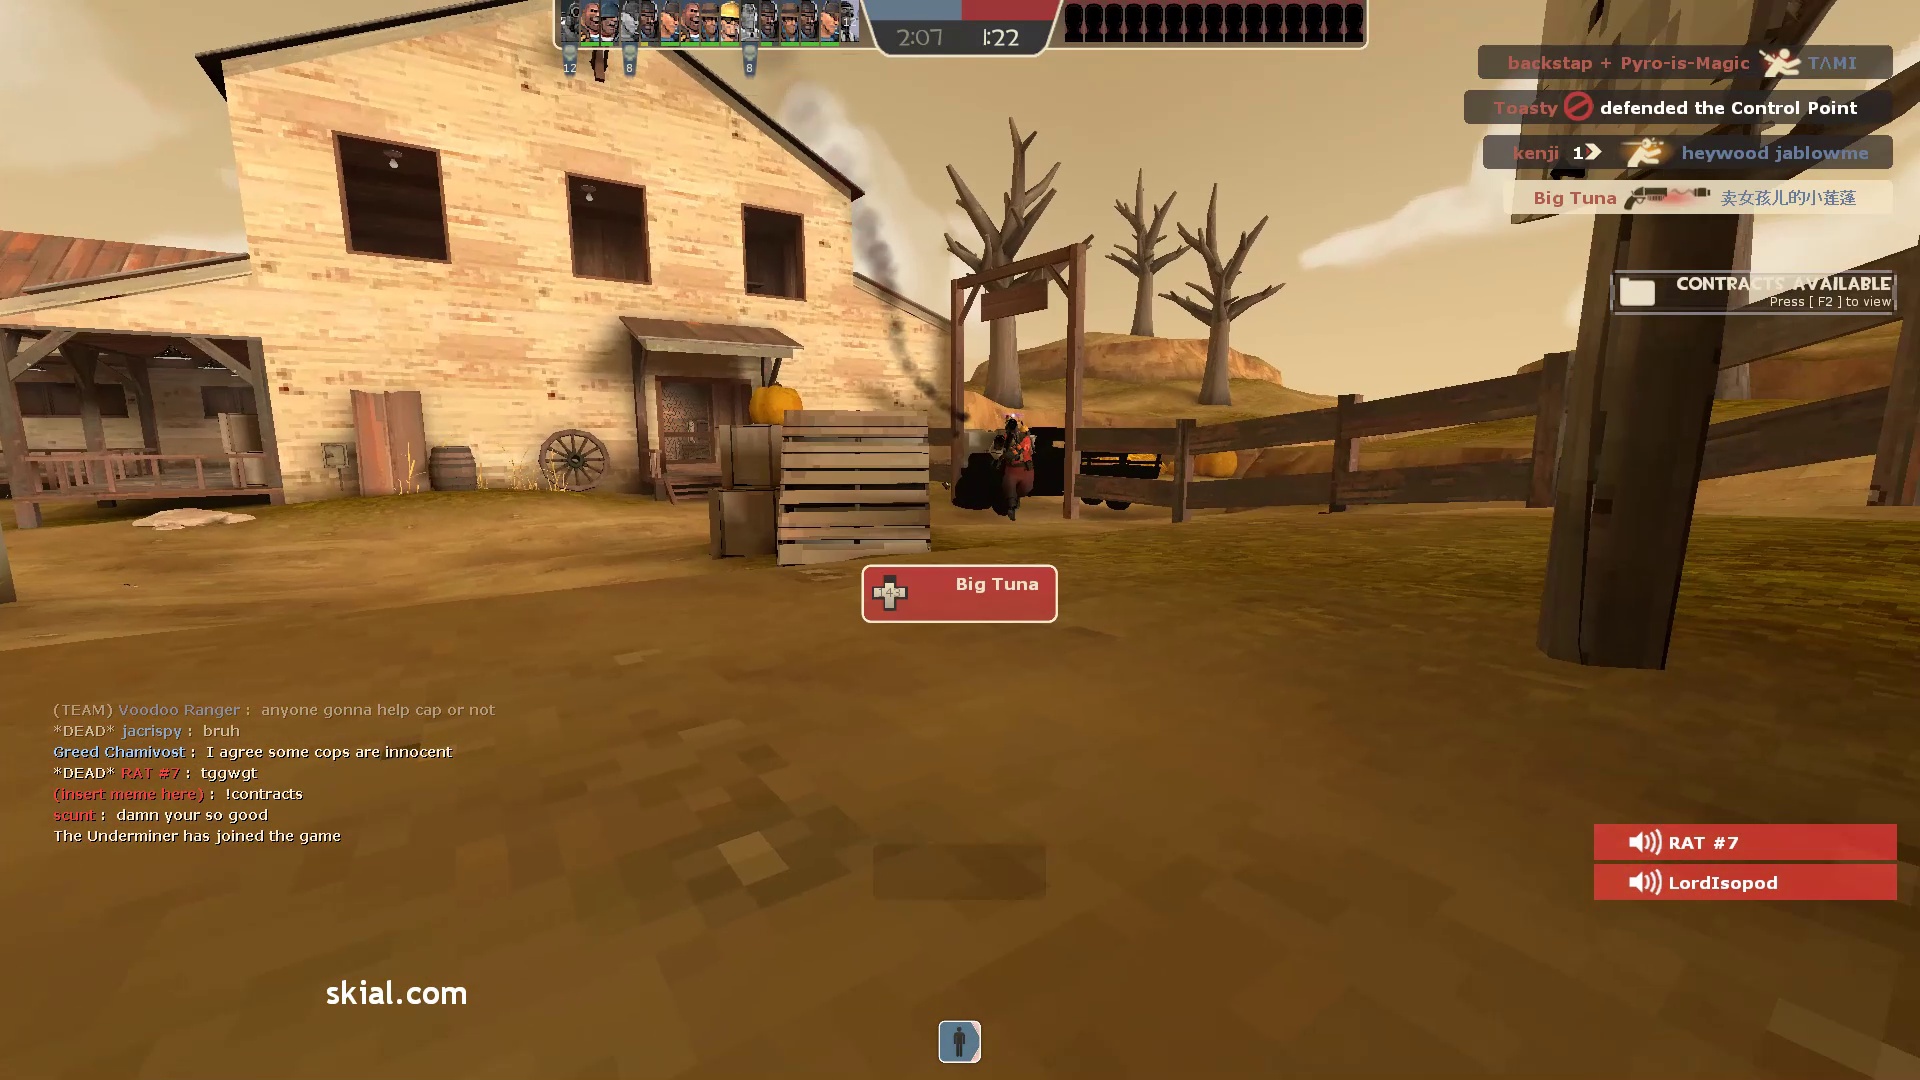 2:07 1:22
12 8 8
backstap + Pyro-is-Magic TΛMI
Toasty defended the Control Point
kenji 1 heywood jablowme
Big Tuna 卖女孩儿的小莲蓬
CONTRACTS AVAILABLE
Press [ F2 ] to view
143 Big Tuna
(TEAM) Voodoo Ranger : anyone gonna help cap or not
*DEAD* jacrispy : bruh
Greed Chamivost : I agree some cops are innocent
*DEAD* RAT #7 : tggwgt
(insert meme here) : !contracts
scunt : damn your so good
The Underminer has joined the game
RAT #7
LordIsopod
skial.com